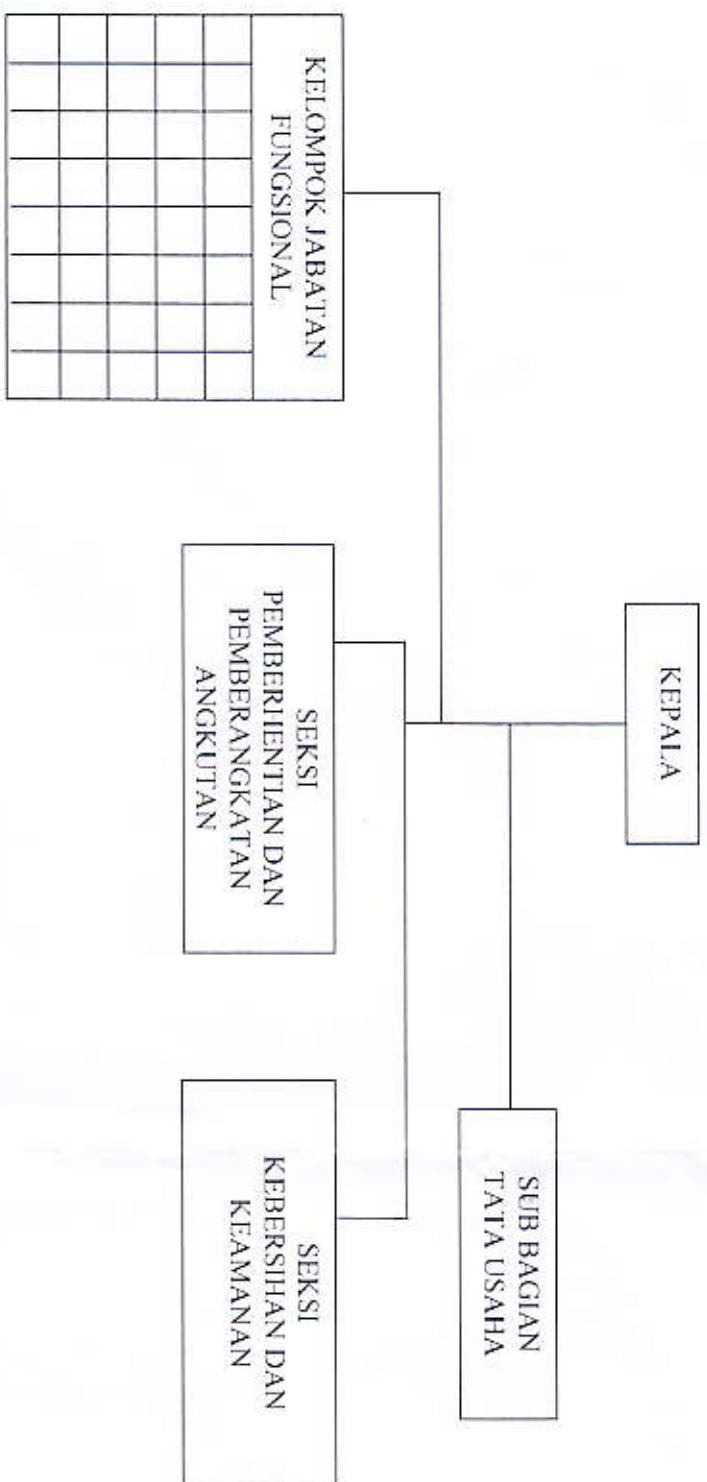 KEPALA
SUB BAGIAN
TATA USAHA
KELOMPOK JABATAN
FUNGSIONAL
SEKSI
PEMBERHENTIAN DAN
PEMBERANGKATAN
ANGKUTAN
SEKSI
KEBERSIHAN DAN
KEAMANAN